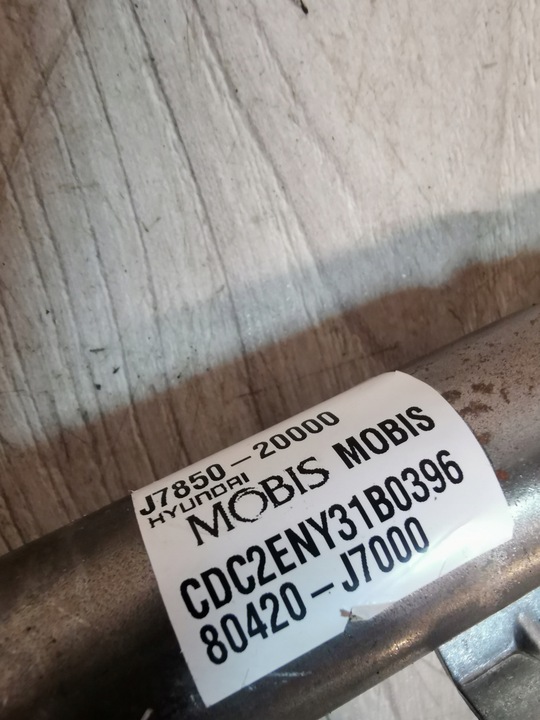 J7850-20000
HYUNDAI
MOBIS MOBIS
CDC2ENY31B0396
80420-J7000